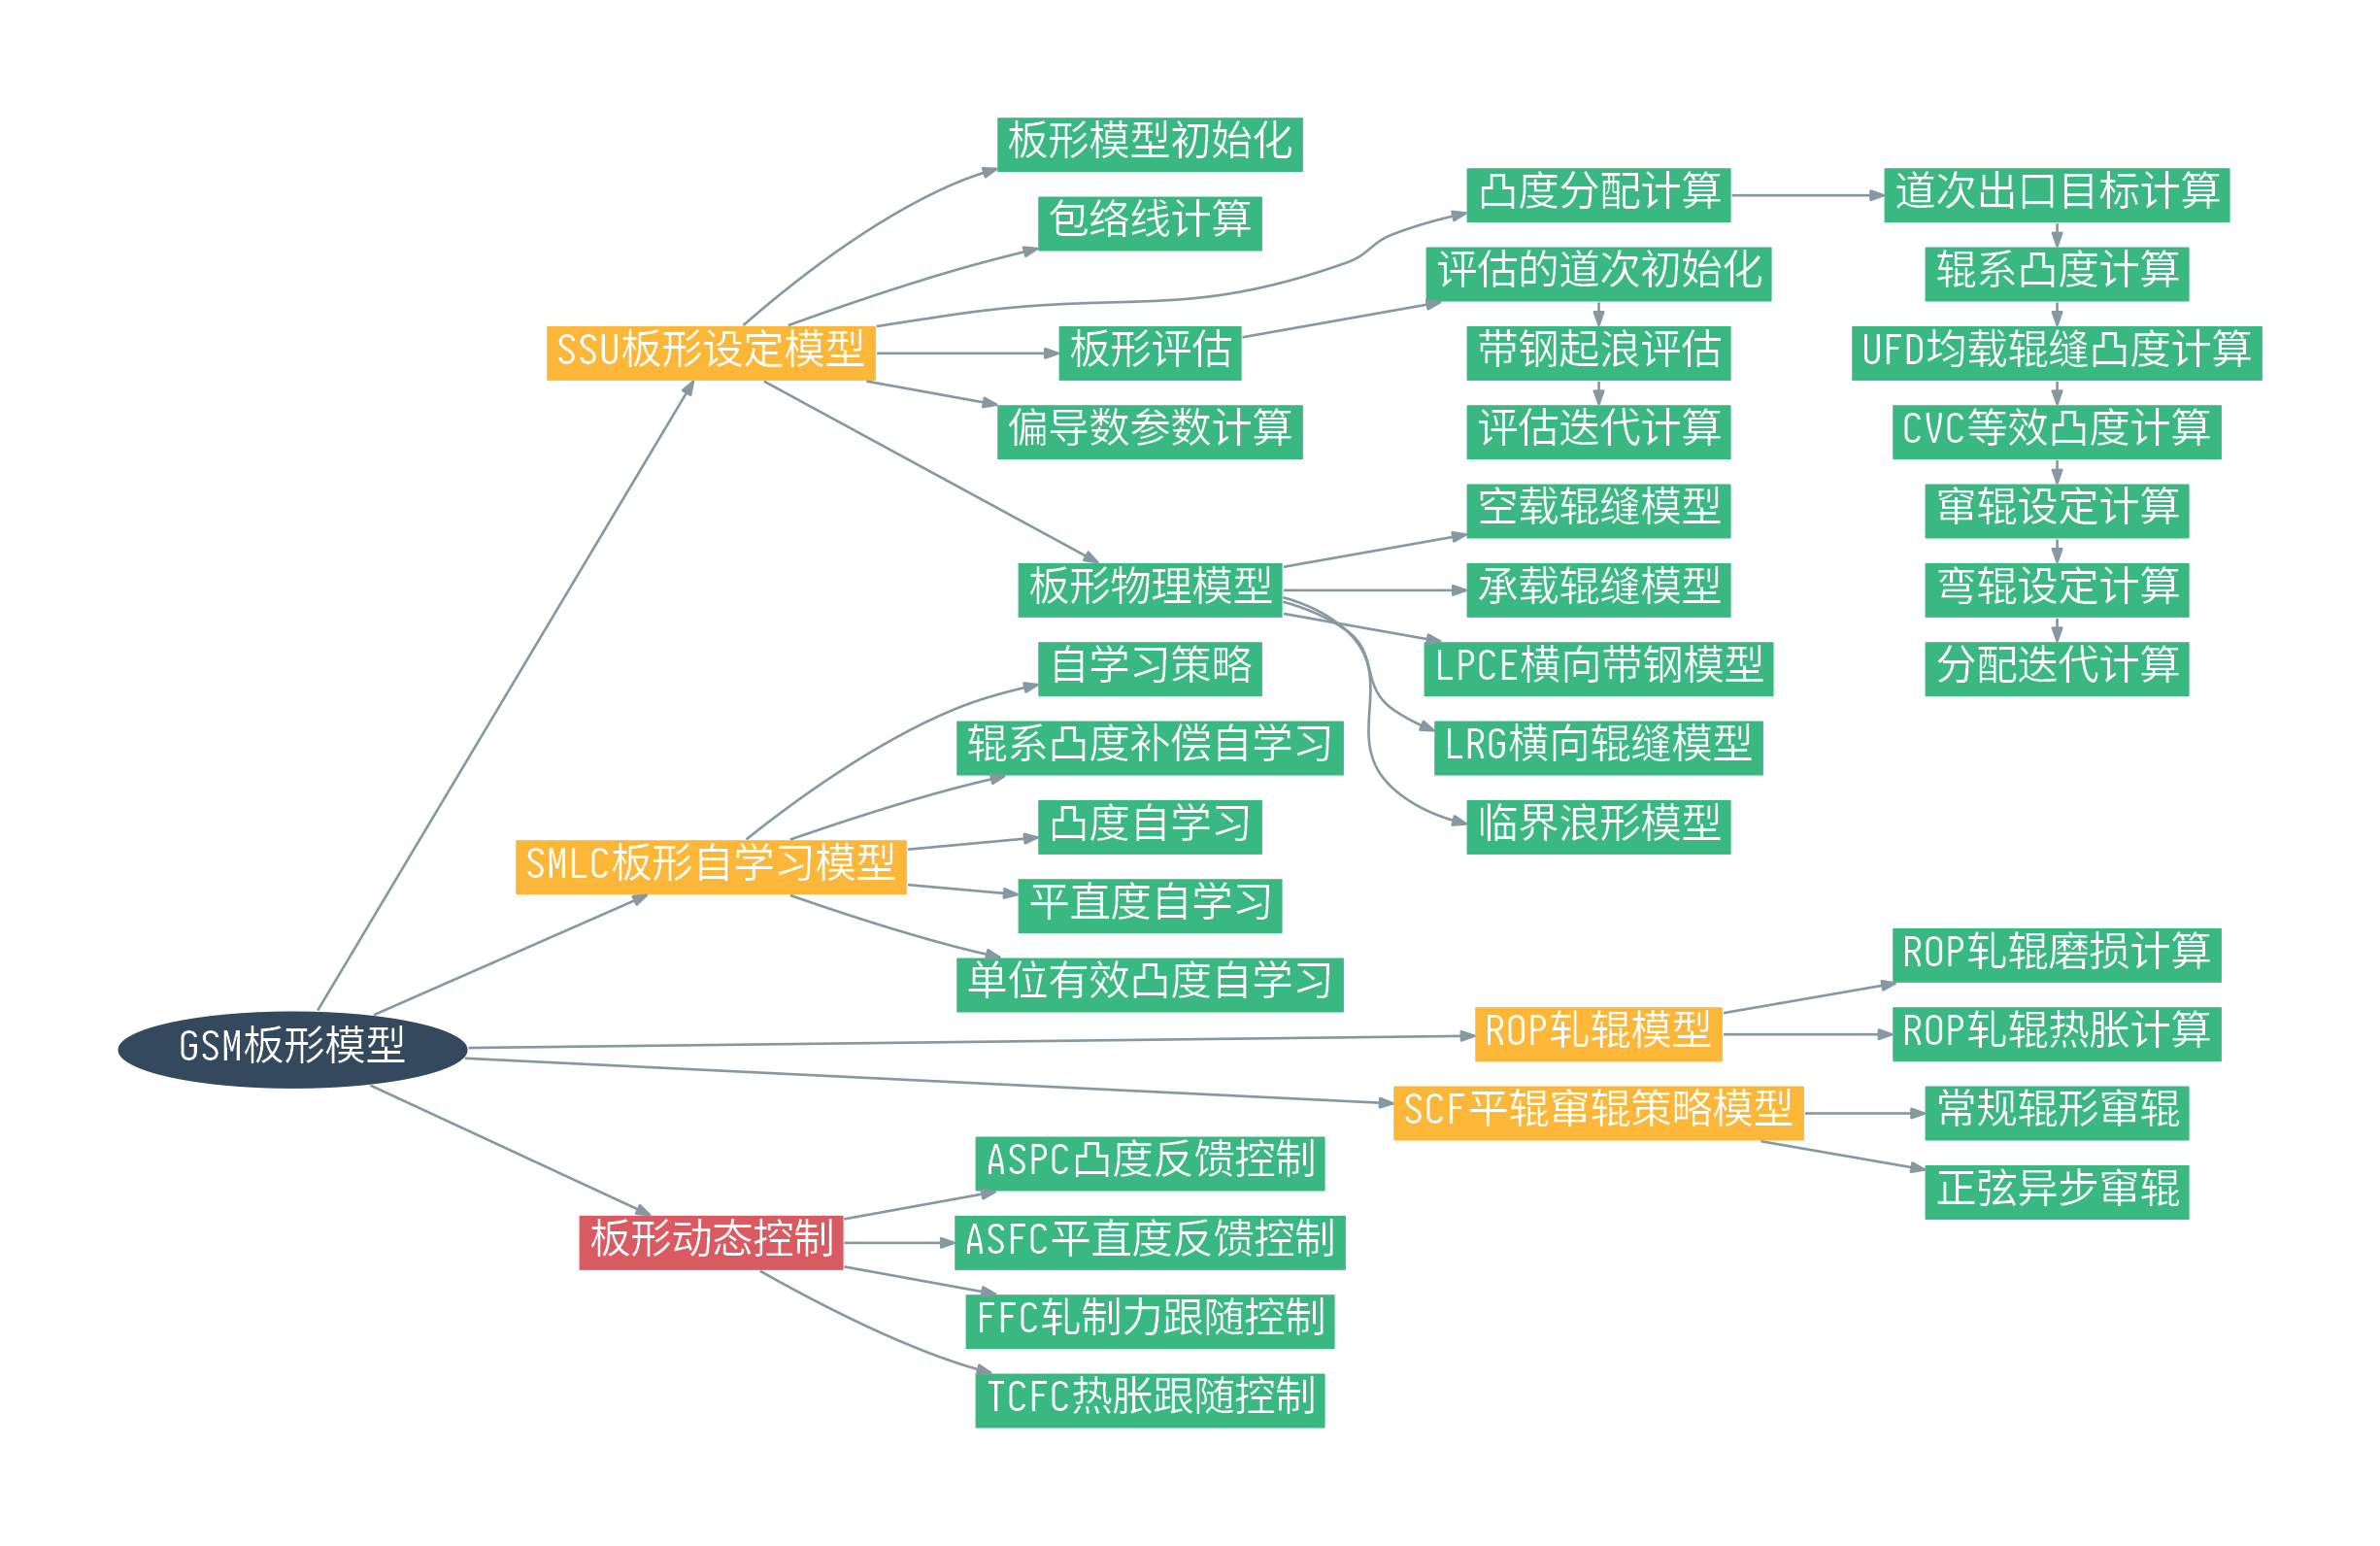 板形模型初始化
包络线计算
凸度分配计算
道次出口目标计算
评估的道次初始化
辊系凸度计算
SSU板形设定模型
板形评估
带钢起浪评估
UFD均载辊缝凸度计算
偏导数参数计算
评估迭代计算
CVC等效凸度计算
空载辊缝模型
窜辊设定计算
板形物理模型
承载辊缝模型
弯辊设定计算
自学习策略
LPCE横向带钢模型
分配迭代计算
辊系凸度补偿自学习
LRG横向辊缝模型
凸度自学习
临界浪形模型
SMLC板形自学习模型
平直度自学习
单位有效凸度自学习
ROP轧辊磨损计算
GSM板形模型
ROP轧辊模型
ROP轧辊热胀计算
SCF平辊窜辊策略模型
常规辊形窜辊
ASPC凸度反馈控制
正弦异步窜辊
板形动态控制
ASFC平直度反馈控制
FFC轧制力跟随控制
TCFC热胀跟随控制